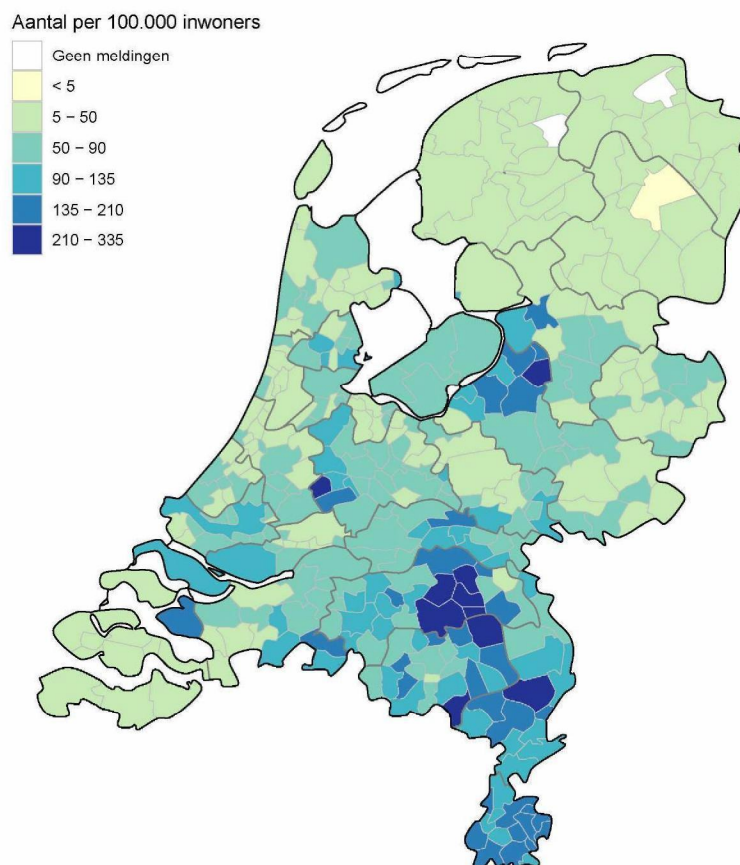 Aantal per 100.000 inwoners
Geen meldingen
< 5
5 – 50
50 – 90
90 – 135
135 – 210
210 – 335